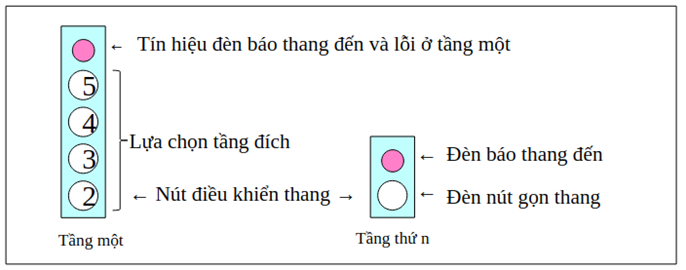 ← Tín hiệu đèn báo thang đến và lỗi ở tầng một
5
4
3
2
Lựa chọn tầng đích
← Nút điều khiển thang →
← Đèn báo thang đến
← Đèn nút gọn thang
Tầng một
Tầng thứ n